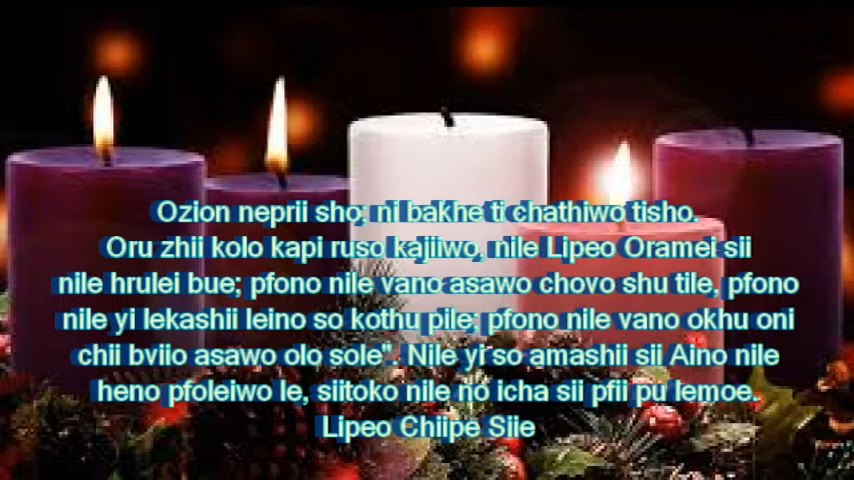 Ozion neprii sho; ni bakhe ti chathiwo tisho.
Oru zhii kolo kapi ruso kajiiwo, nile Lipeo Oramei sii
nile hrulei bue; pfono nile vano asawo chovo shu tile, pfono
nile yi lekashii leino so kothu pile; pfono nile vano okhu oni
chii bviio asawo olo sole". Nile yi so amashii sii Aino nile
heno pfoleiwo le, siitoko nile no icha sii pfii pu lemoe.
Lipeo Chiipe Siie